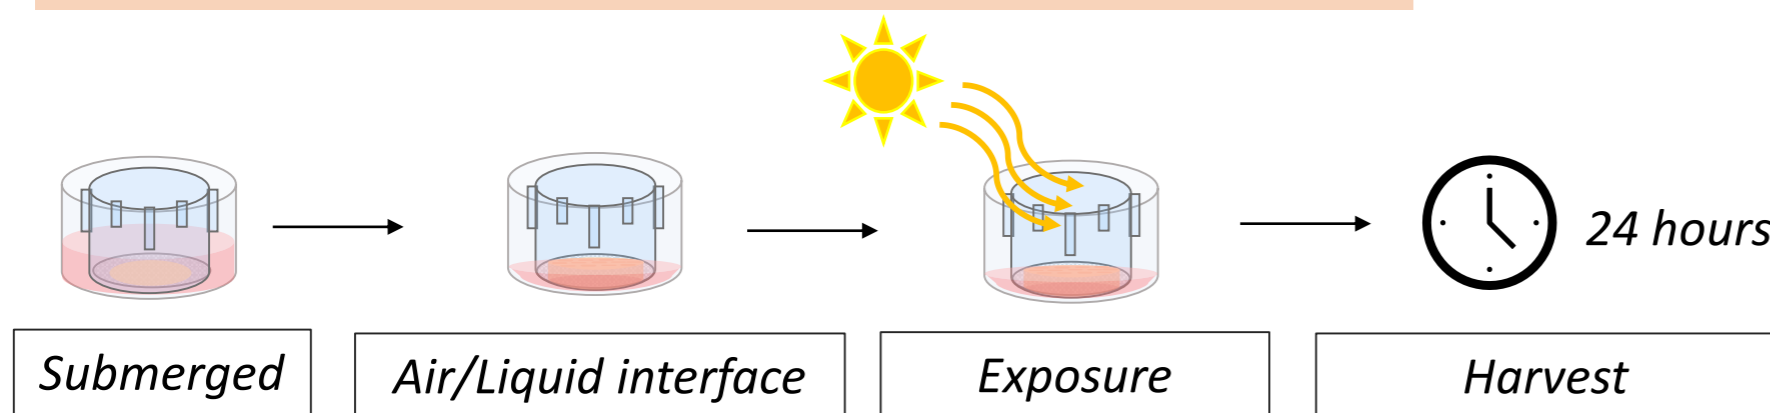 24 hours
Submerged
Air/Liquid interface
Exposure
Harvest